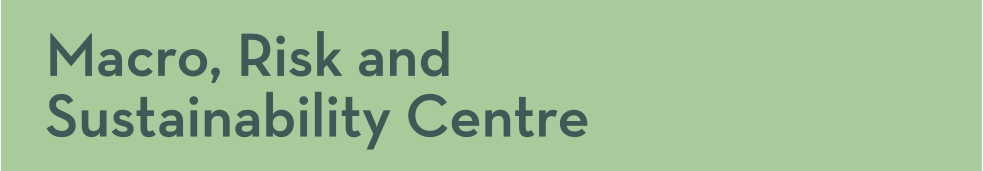 Macro, Risk and
Sustainability Centre